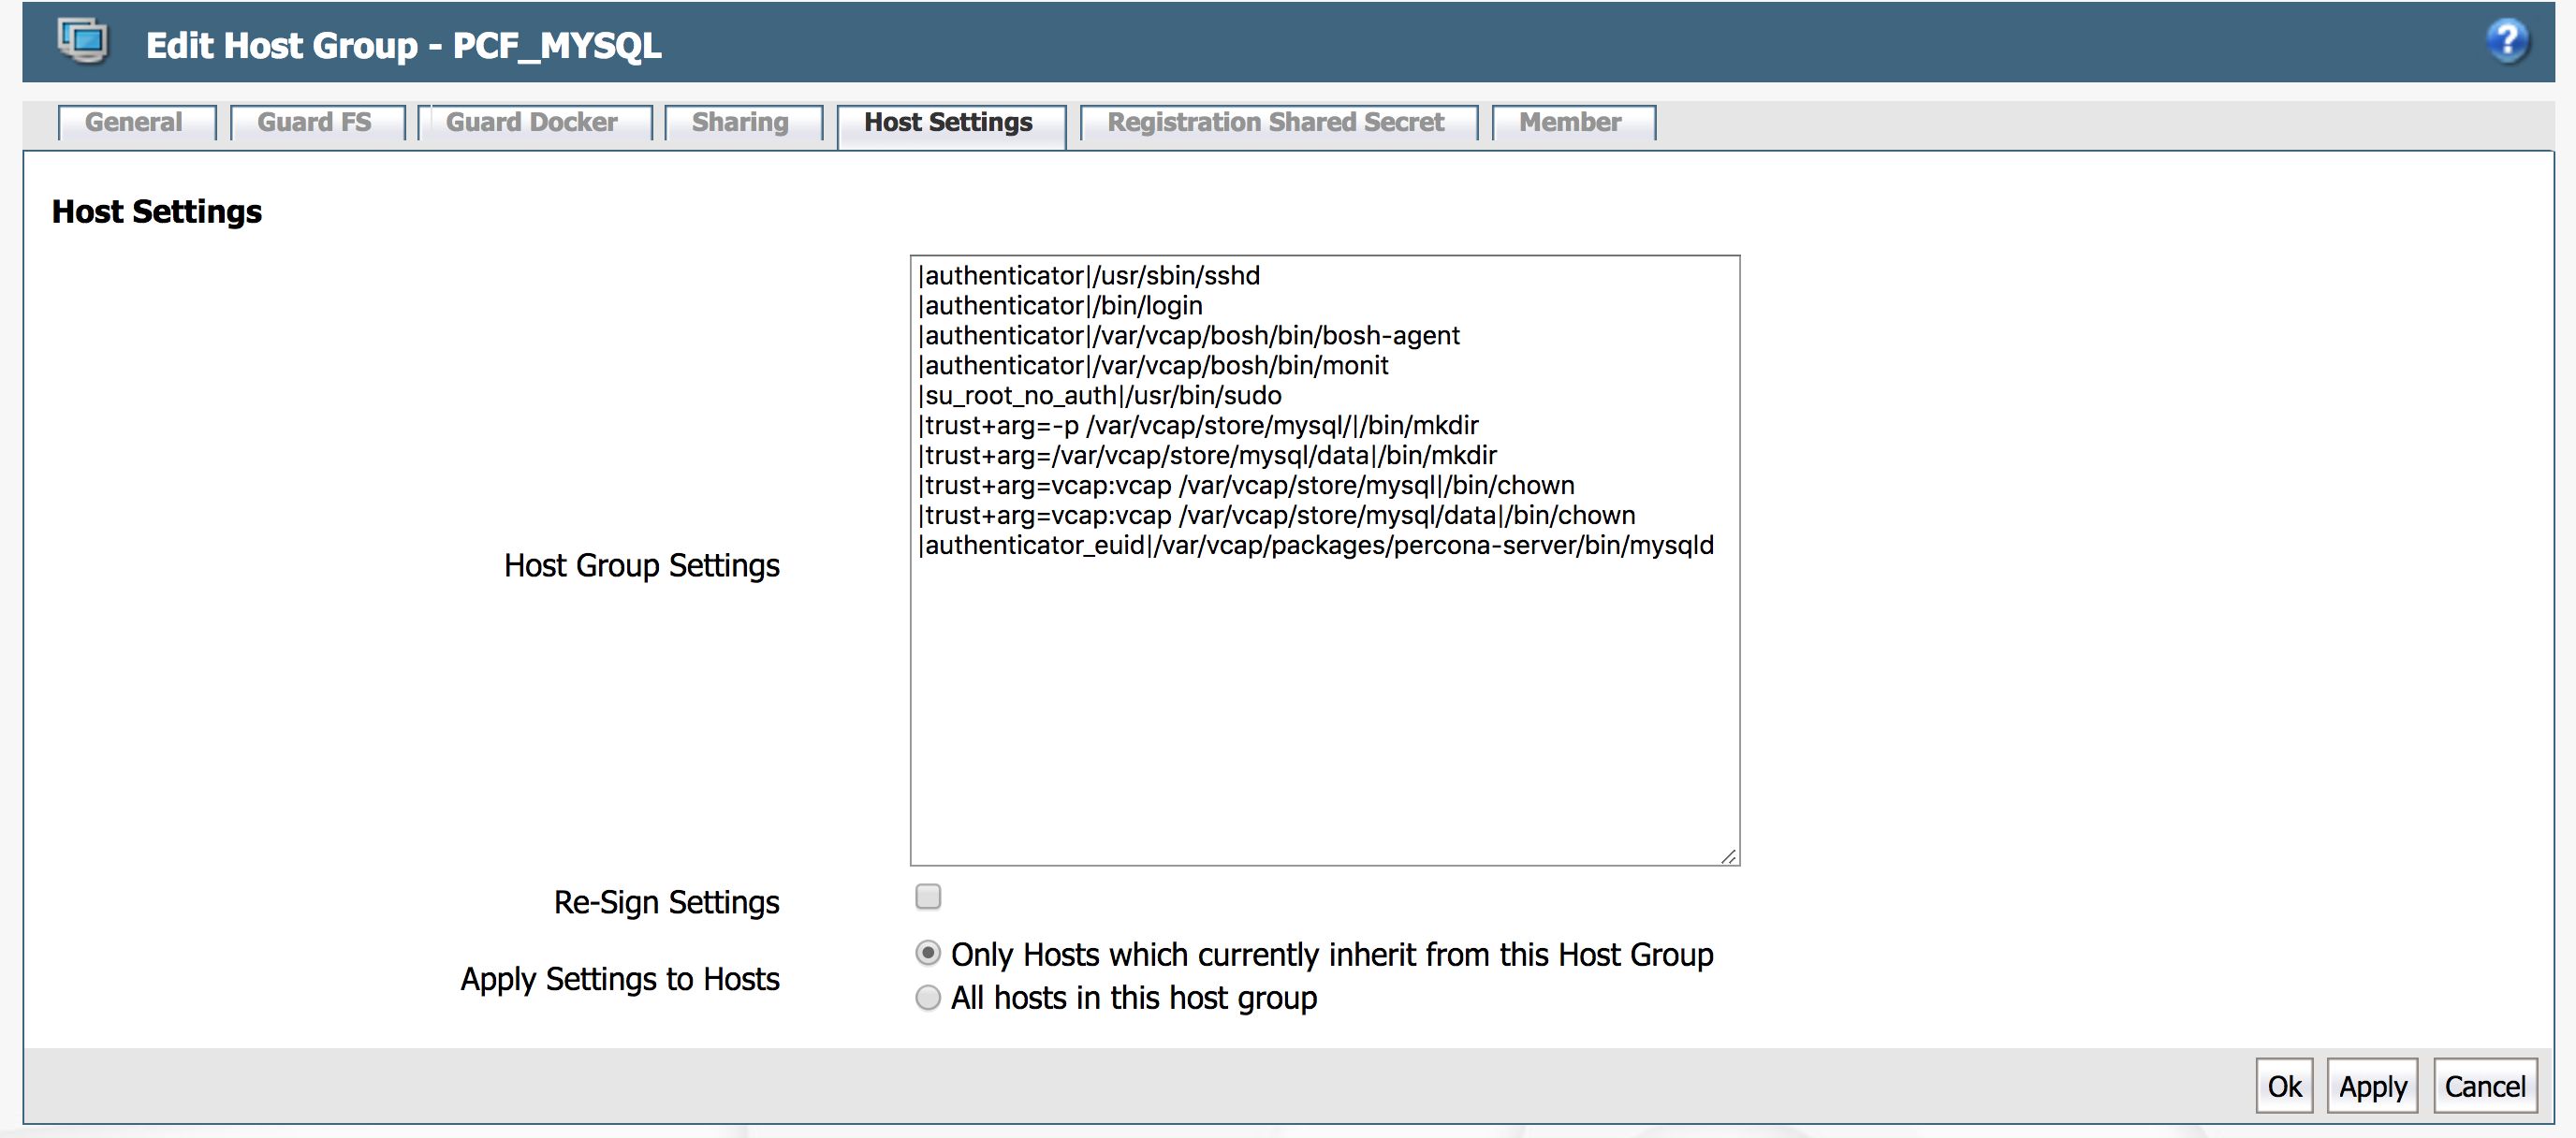 Edit Host Group - PCF_MYSQL
?
General Guard FS Guard Docker Sharing Host Settings Registration Shared Secret Member
Host Settings
Host Group Settings
|authenticator|/usr/sbin/sshd
|authenticator|/bin/login
|authenticator|/var/vcap/bosh/bin/bosh-agent
|authenticator|/var/vcap/bosh/bin/monit
|su_root_no_auth|/usr/bin/sudo
|trust+arg=-p /var/vcap/store/mysql/|/bin/mkdir
|trust+arg=/var/vcap/store/mysql/data|/bin/mkdir
|trust+arg=vcap:vcap /var/vcap/store/mysql|/bin/chown
|trust+arg=vcap:vcap /var/vcap/store/mysql/data|/bin/chown
|authenticator_euid|/var/vcap/packages/percona-server/bin/mysqld
Re-Sign Settings
Apply Settings to Hosts
Only Hosts which currently inherit from this Host Group
All hosts in this host group
Ok Apply Cancel